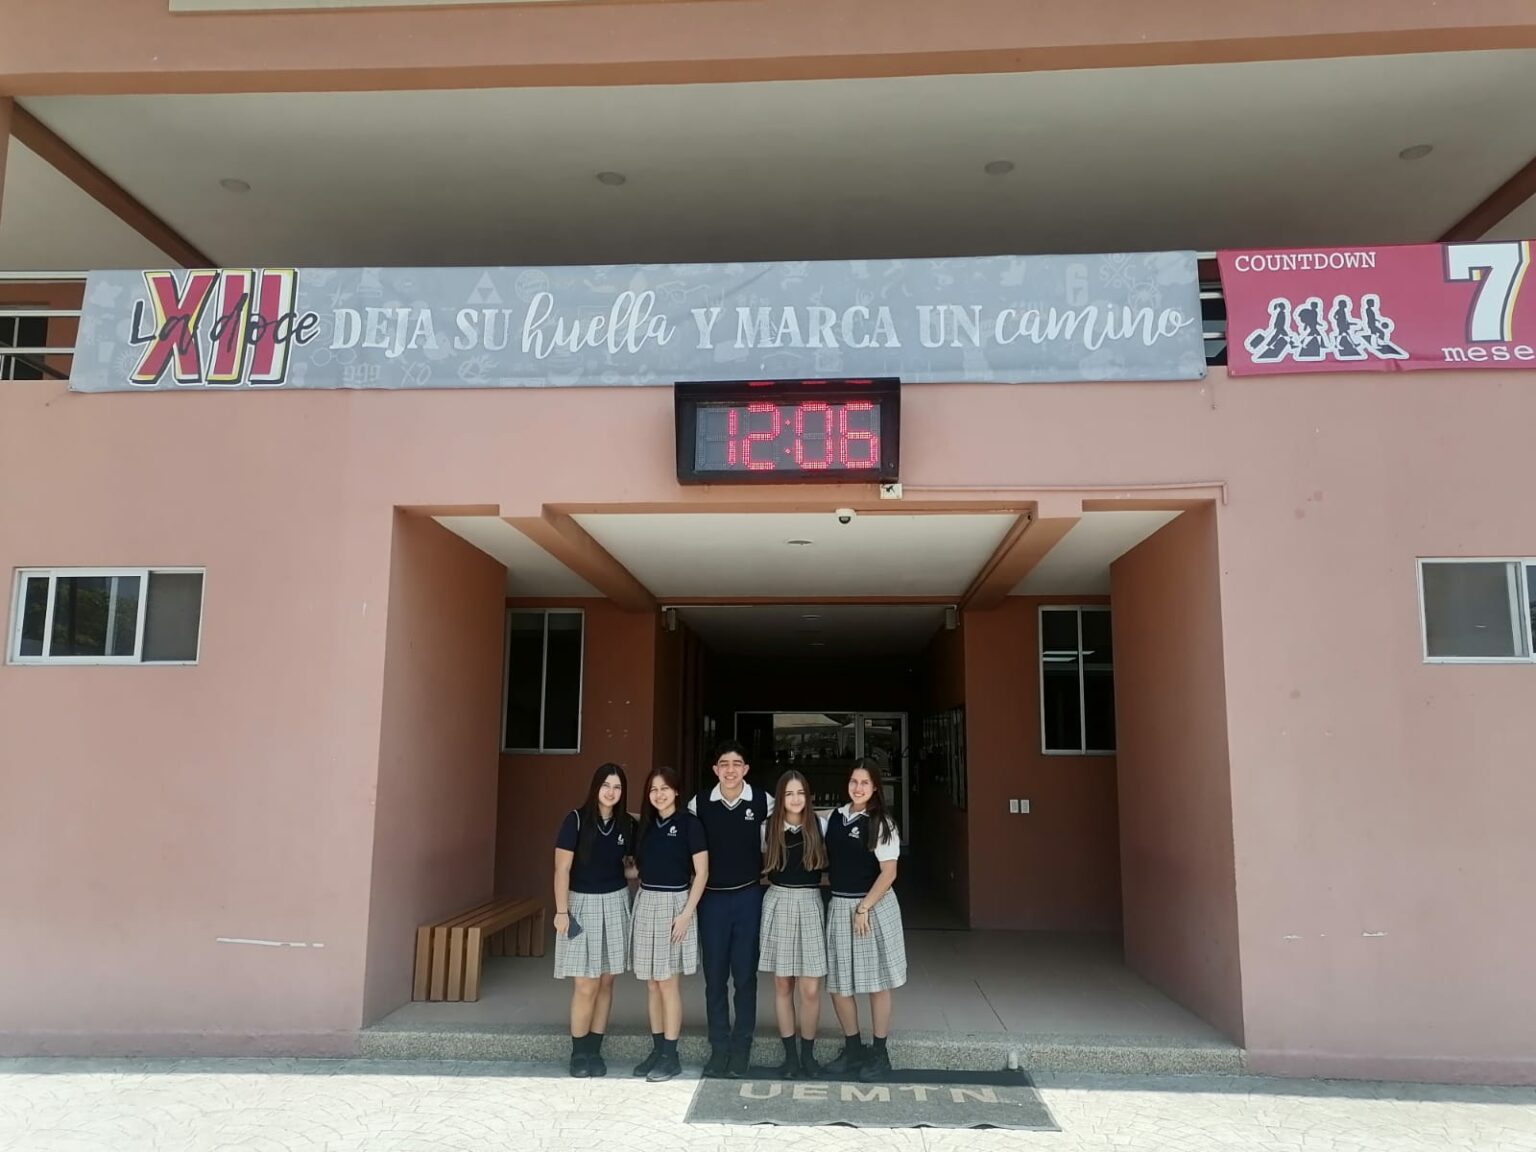 XII La doce DEJA SU huella Y MARCA UN camino
COUNTDOWN
7
mese
12:06
UEMTN